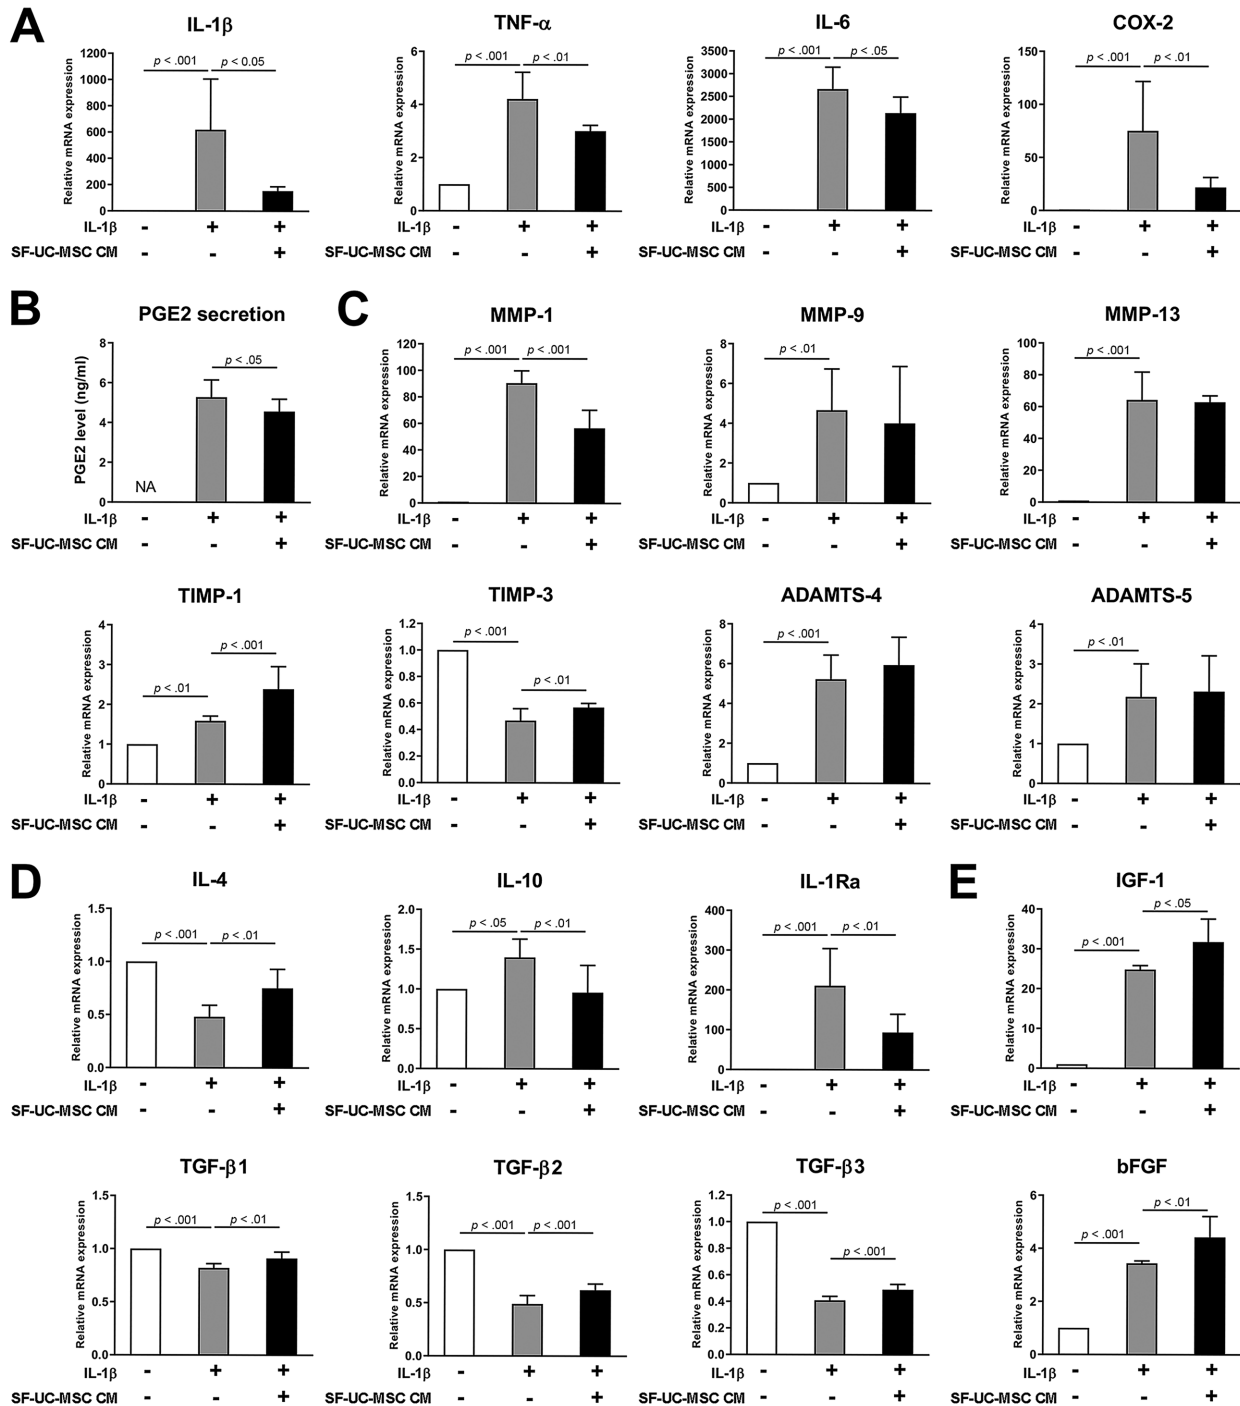 A
IL-1β
TNF-α
IL-6
COX-2
Relative mRNA expression
1200
1000
800
600
400
200
0
p < .001
p < 0.05
Relative mRNA expression
6
4
2
0
p < .001
p < .01
Relative mRNA expression
3500
3000
2500
2000
1500
1000
500
0
p < .001
p < .05
Relative mRNA expression
150
100
50
0
p < .001
p < .01
IL-1β - + +
SF-UC-MSC CM - - +
IL-1β - + +
SF-UC-MSC CM - - +
IL-1β - + +
SF-UC-MSC CM - - +
IL-1β - + +
SF-UC-MSC CM - - +
B
PGE2 secretion
PGE2 level (ng/ml)
8
6
4
2
0
NA
p < .05
IL-1β - + +
SF-UC-MSC CM - - +
C
MMP-1
MMP-9
MMP-13
Relative mRNA expression
120
100
80
60
40
20
0
p < .001
p < .001
Relative mRNA expression
8
6
4
2
0
p < .01
Relative mRNA expression
100
80
60
40
20
0
p < .001
IL-1β - + +
SF-UC-MSC CM - - +
IL-1β - + +
SF-UC-MSC CM - - +
IL-1β - + +
SF-UC-MSC CM - - +
TIMP-1
TIMP-3
ADAMTS-4
ADAMTS-5
Relative mRNA expression
4
3
2
1
0
p < .01
p < .001
Relative mRNA expression
1.2
1.0
0.8
0.6
0.4
0.2
0.0
p < .001
p < .01
Relative mRNA expression
8
6
4
2
0
p < .001
Relative mRNA expression
4
3
2
1
0
p < .01
IL-1β - + +
SF-UC-MSC CM - - +
IL-1β - + +
SF-UC-MSC CM - - +
IL-1β - + +
SF-UC-MSC CM - - +
IL-1β - + +
SF-UC-MSC CM - - +
D
IL-4
IL-10
IL-1Ra
Relative mRNA expression
1.5
1.0
0.5
0.0
p < .001
p < .01
Relative mRNA expression
2.0
1.5
1.0
0.5
0.0
p < .05
p < .01
Relative mRNA expression
400
300
200
100
p < .001
p < .01
IL-1β - + +
SF-UC-MSC CM - - +
IL-1β - + +
SF-UC-MSC CM - - +
IL-1β - + +
SF-UC-MSC CM - - +
E
IGF-1
Relative mRNA expression
40
30
20
10
0
p < .001
p < .05
IL-1β - + +
SF-UC-MSC CM - - +
TGF-β1
TGF-β2
TGF-β3
bFGF
Relative mRNA expression
1.5
1.0
0.5
0.0
p < .001
p < .01
Relative mRNA expression
1.5
1.0
0.5
0.0
p < .001
p < .001
Relative mRNA expression
1.2
1.0
0.8
0.6
0.4
0.2
0.0
p < .001
p < .001
Relative mRNA expression
6
4
2
0
p < .001
p < .01
IL-1β - + +
SF-UC-MSC CM - - +
IL-1β - + +
SF-UC-MSC CM - - +
IL-1β - + +
SF-UC-MSC CM - - +
IL-1β - + +
SF-UC-MSC CM - - +